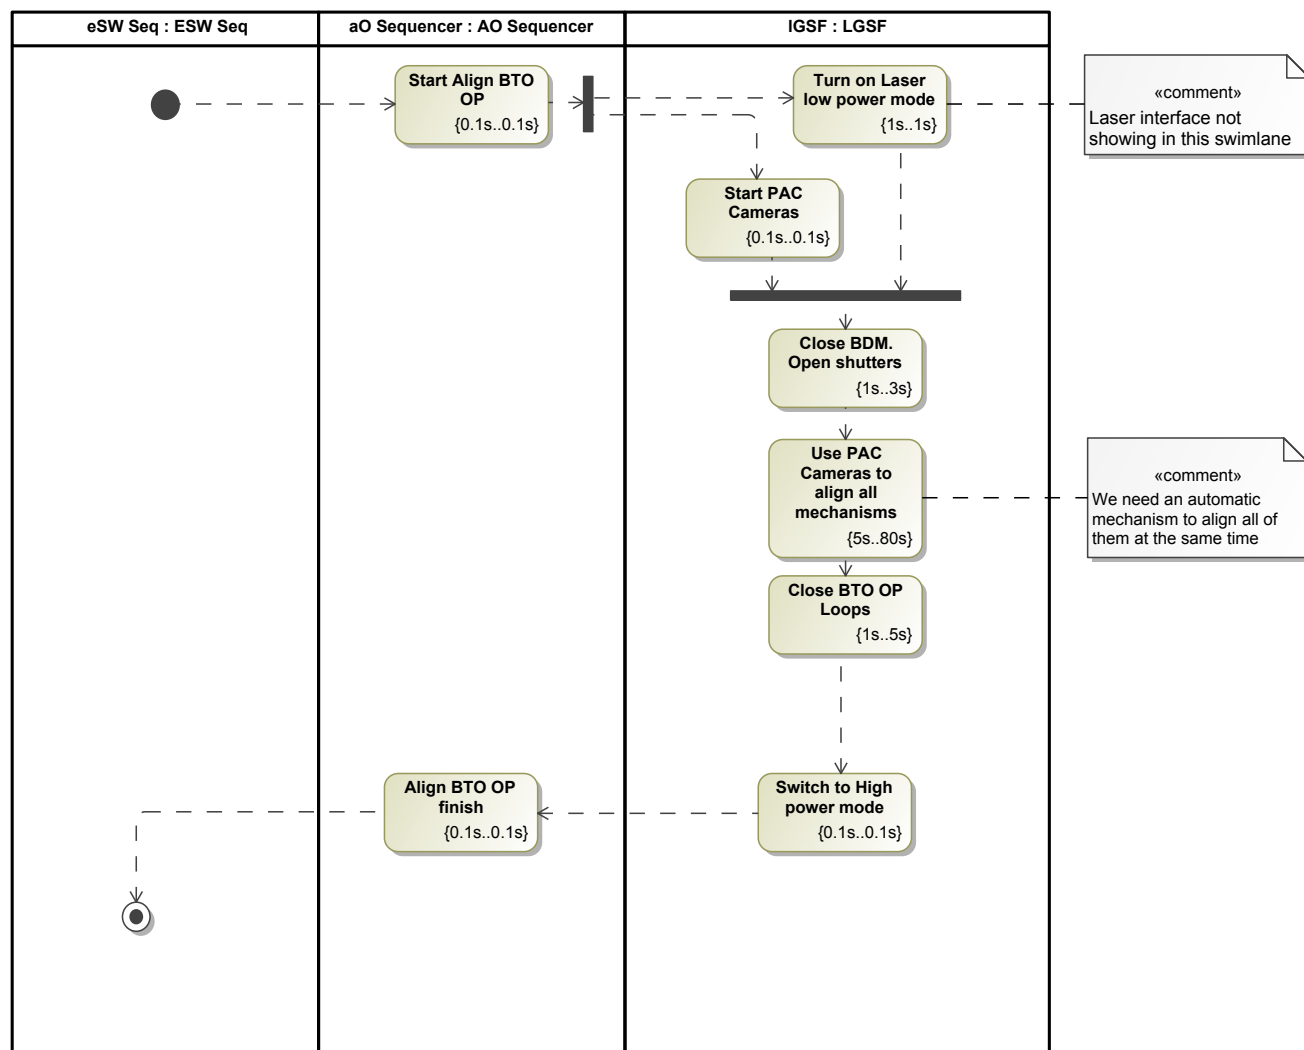 eSW Seq : ESW Seq
aO Sequencer : AO Sequencer
lGSF : LGSF
Start Align BTO
OP
{0.1s..0.1s}
Turn on Laser
low power mode
{1s..1s}
«comment»
Laser interface not
showing in this swimlane
Start PAC
Cameras
{0.1s..0.1s}
Close BDM.
Open shutters
{1s..3s}
Use PAC
Cameras to
align all
mechanisms
{5s..80s}
«comment»
We need an automatic
mechanism to align all of
them at the same time
Close BTO OP
Loops
{1s..5s}
Align BTO OP
finish
{0.1s..0.1s}
Switch to High
power mode
{0.1s..0.1s}